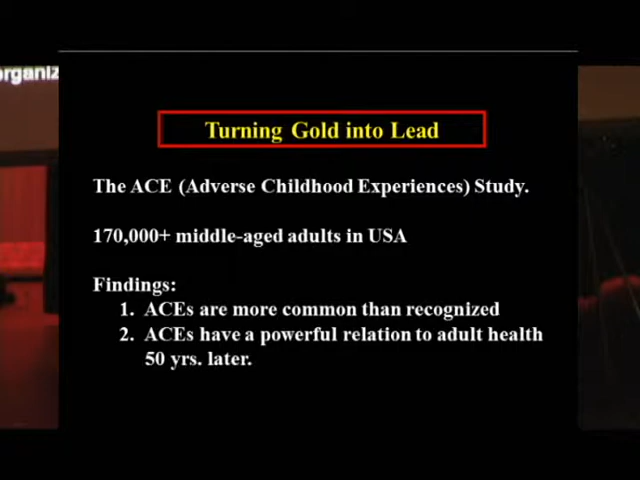 organiz
Turning Gold into Lead
The ACE (Adverse Childhood Experiences) Study.
170,000+ middle-aged adults in USA
Findings:
1. ACEs are more common than recognized
2. ACEs have a powerful relation to adult health
50 yrs. later.